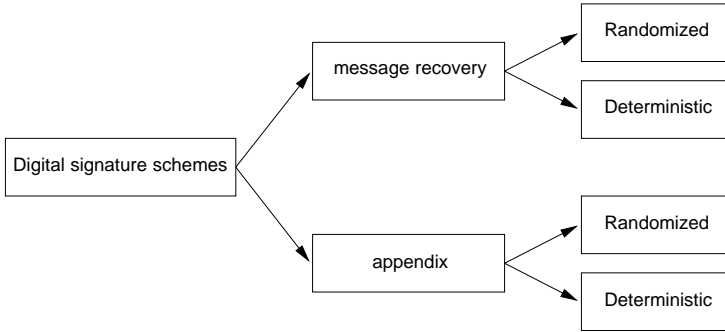 Digital signature schemes
message recovery
Randomized
Deterministic
appendix
Randomized
Deterministic